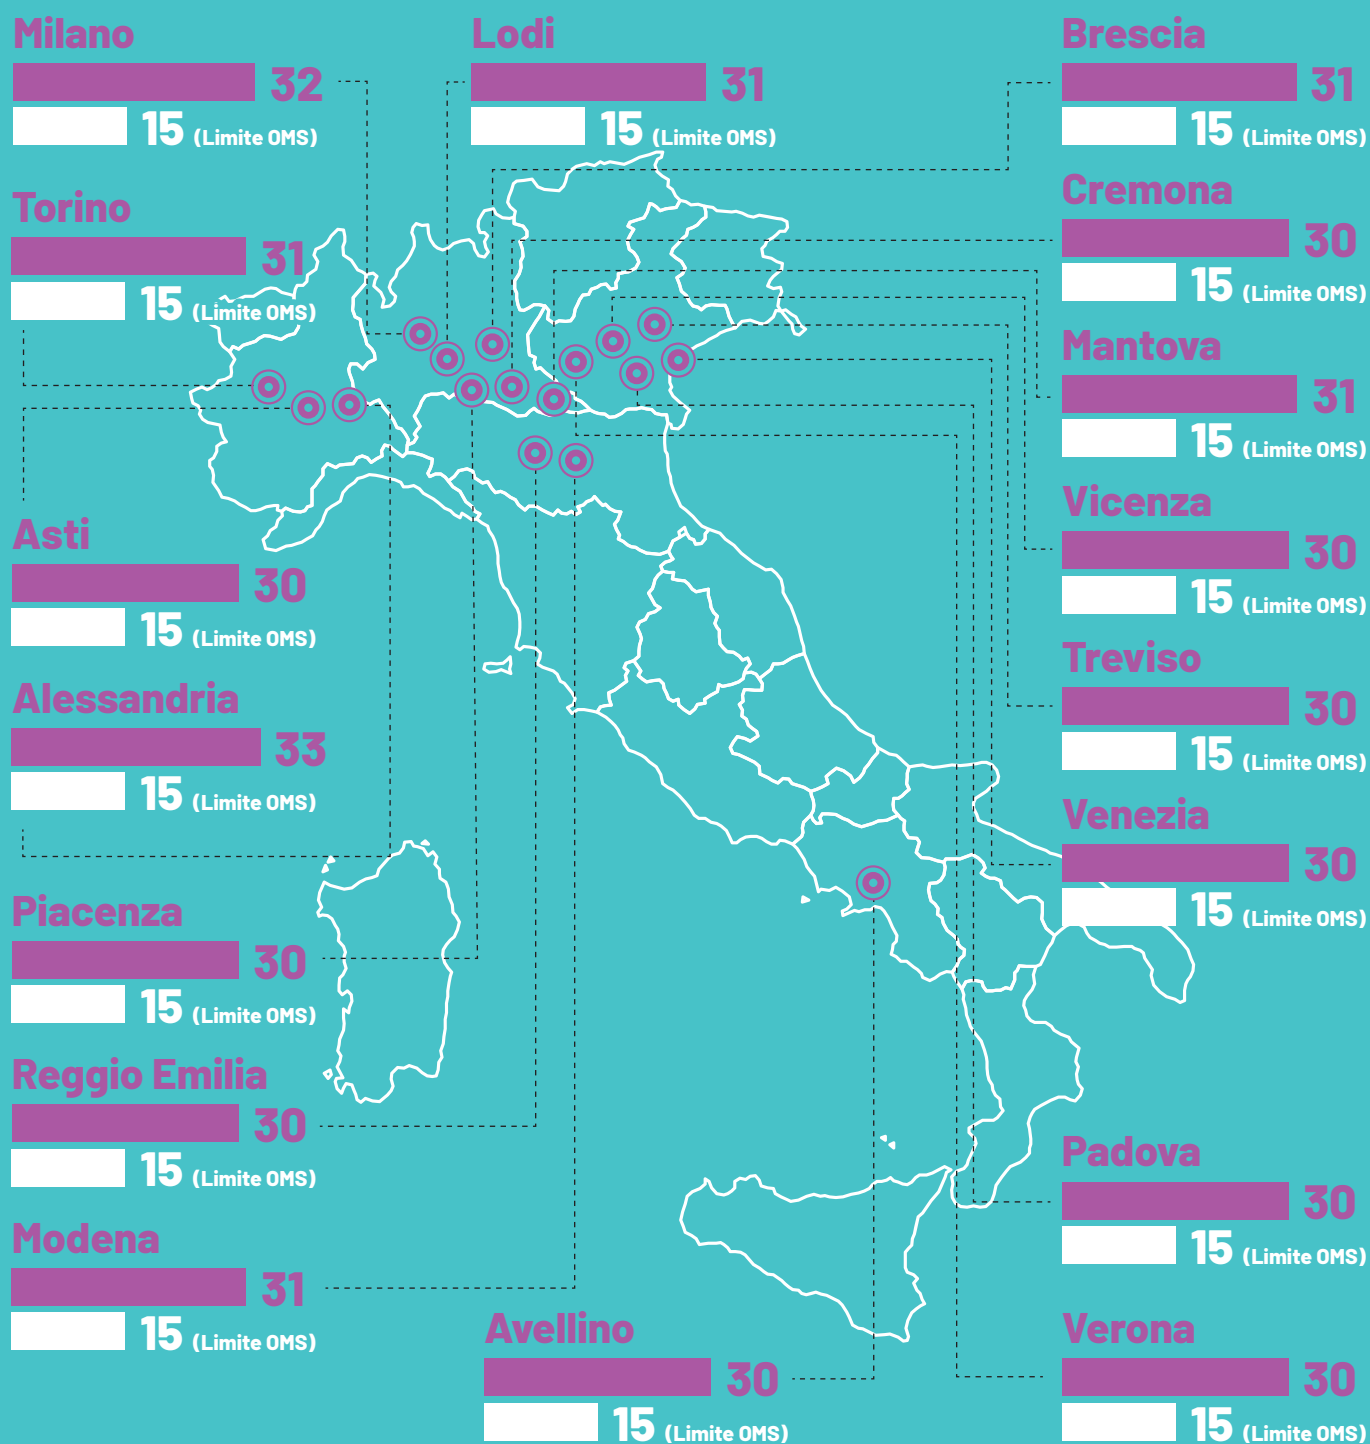 Milano
32
15 (Limite OMS)
Lodi
31
15 (Limite OMS)
Brescia
31
15 (Limite OMS)
Torino
31
15 (Limite OMS)
Cremona
30
15 (Limite OMS)
Mantova
31
15 (Limite OMS)
Asti
30
15 (Limite OMS)
Vicenza
30
15 (Limite OMS)
Alessandria
33
15 (Limite OMS)
Treviso
30
15 (Limite OMS)
Piacenza
30
15 (Limite OMS)
Venezia
30
15 (Limite OMS)
Reggio Emilia
30
15 (Limite OMS)
Padova
30
15 (Limite OMS)
Modena
31
15 (Limite OMS)
Avellino
30
15 (Limite OMS)
Verona
30
15 (Limite OMS)